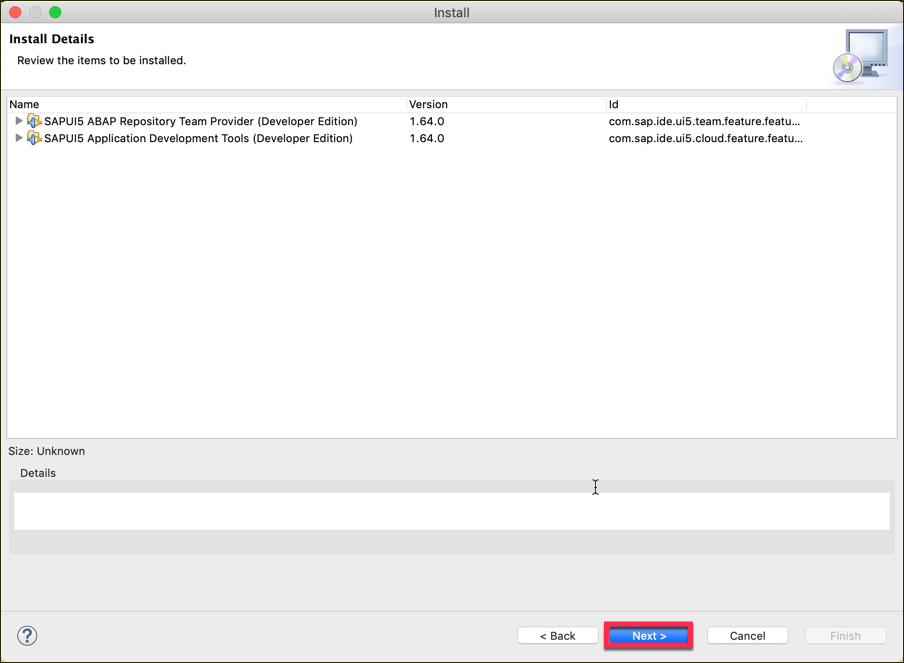 Install
Install Details
Review the items to be installed.
Name Version Id
SAPUI5 ABAP Repository Team Provider (Developer Edition) 1.64.0 com.sap.ide.ui5.team.feature.featu...
SAPUI5 Application Development Tools (Developer Edition) 1.64.0 com.sap.ide.ui5.cloud.feature.featu...
Size: Unknown
Details
? < Back Next > Cancel Finish